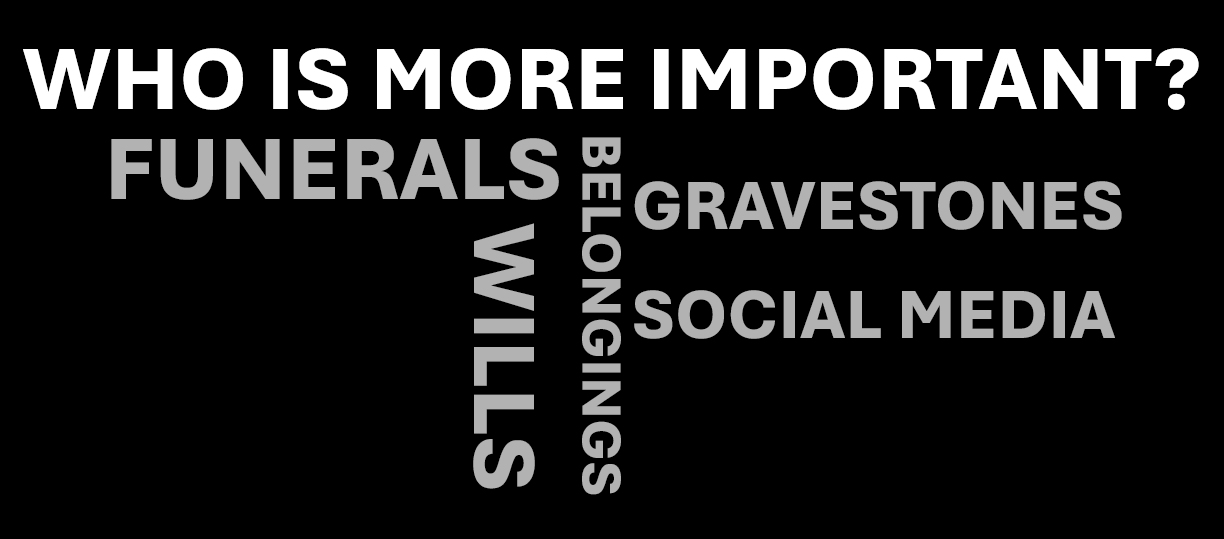 WHO IS MORE IMPORTANT?
FUNERALS
WILLS
BELONGINGS
GRAVESTONES
SOCIAL MEDIA